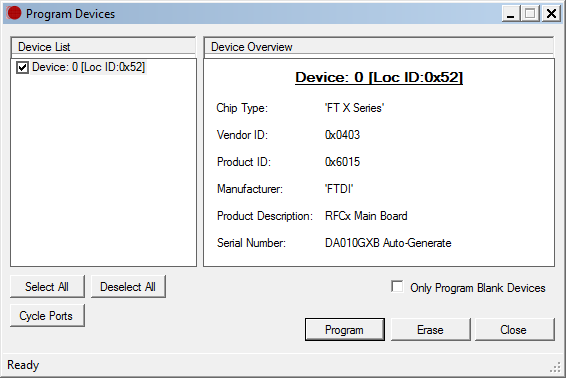 Program Devices
Device List
Device: 0 [Loc ID:0x52]
Device Overview
Device: 0 [Loc ID:0x52]
Chip Type: 'FT X Series'
Vendor ID: 0x0403
Product ID: 0x6015
Manufacturer: 'FTDI'
Product Description: RFCx Main Board
Serial Number: DA010GXB Auto-Generate
Select All
Deselect All
Only Program Blank Devices
Cycle Ports
Program
Erase
Close
Ready